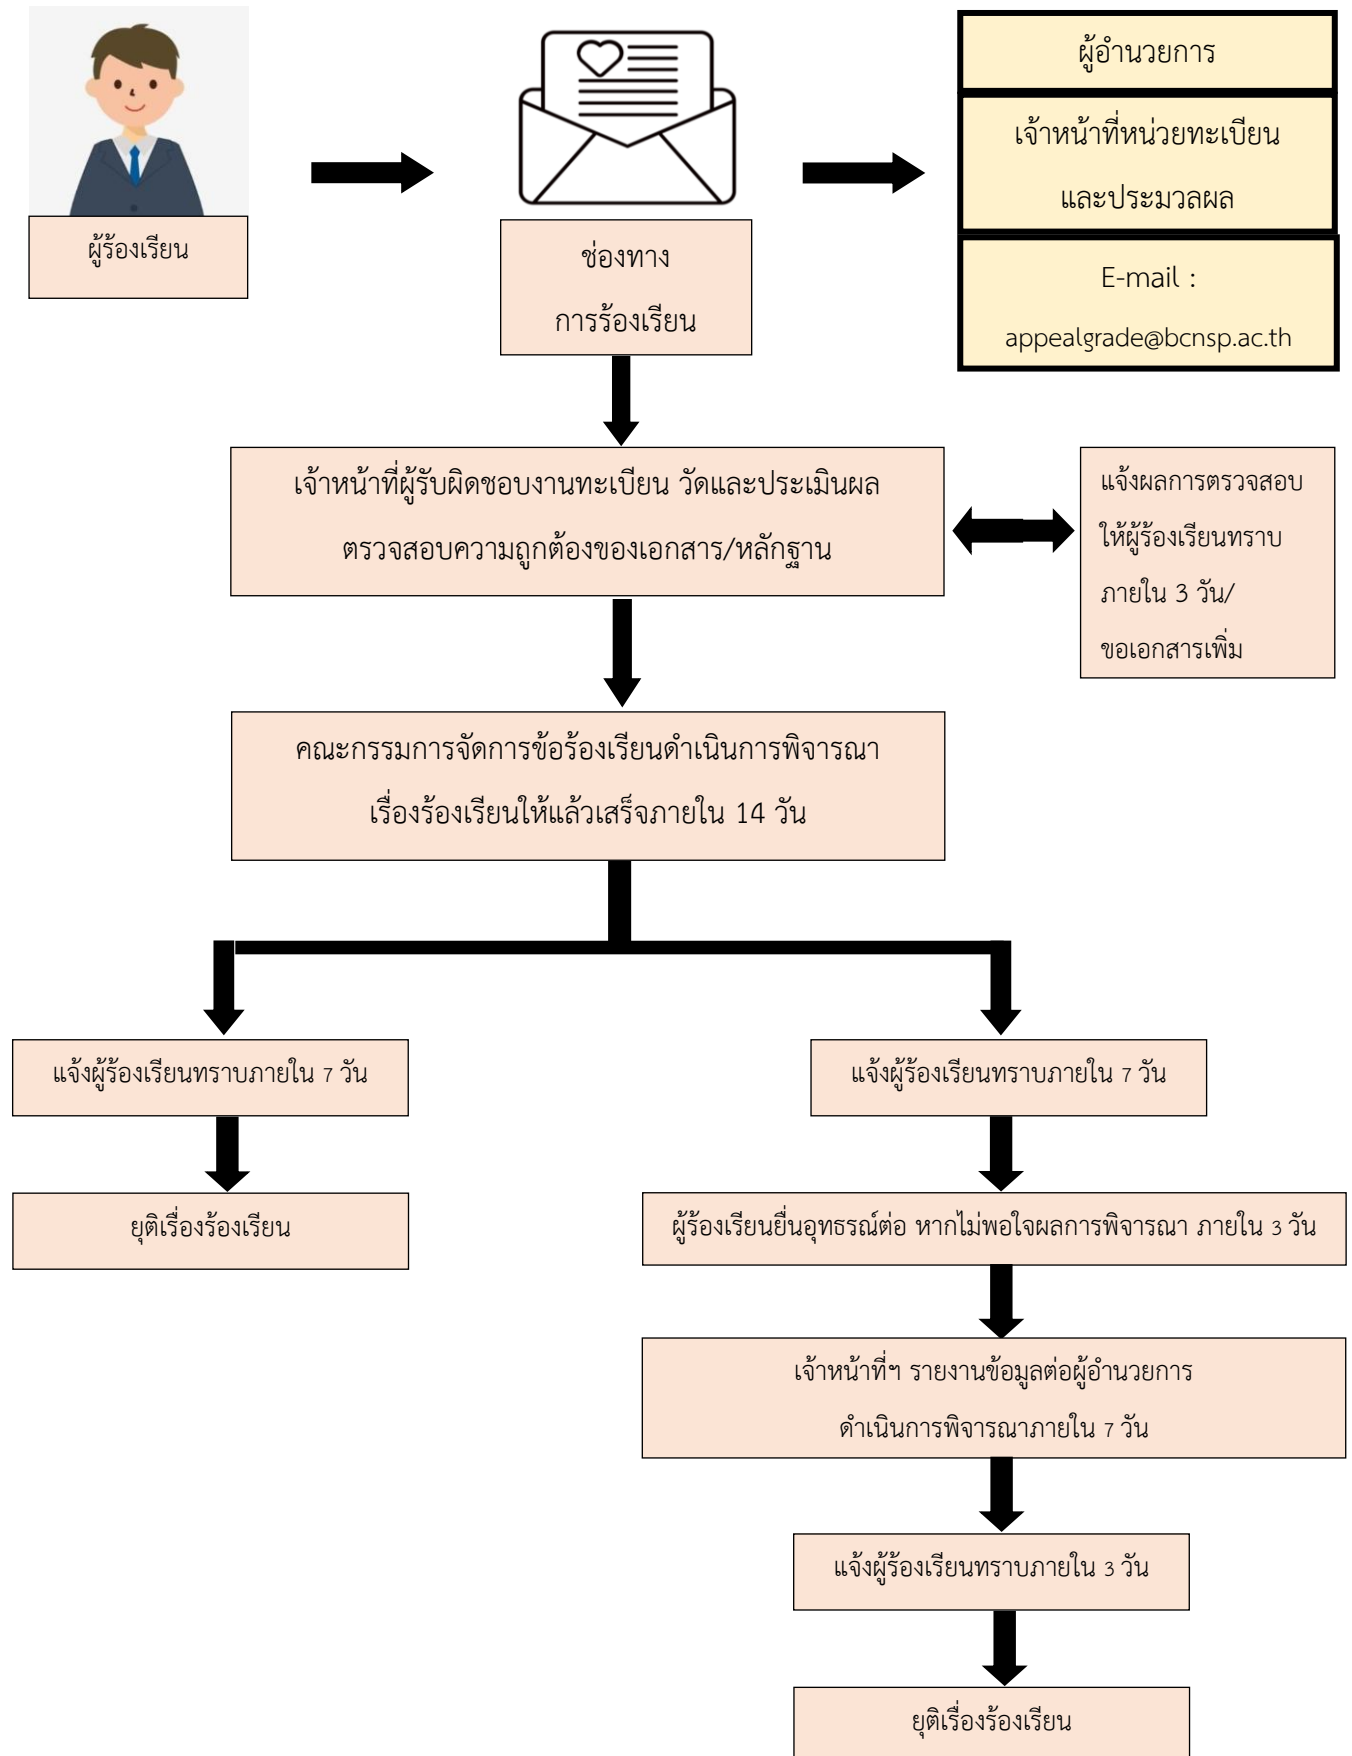 ผู้ร้องเรียน
ช่องทาง
การร้องเรียน
ผู้อำนวยการ
เจ้าหน้าที่หน่วยทะเบียน
และประมวลผล
E-mail :
appealgrade@bcnsp.ac.th
เจ้าหน้าที่ผู้รับผิดชอบงานทะเบียน วัดและประเมินผล
ตรวจสอบความถูกต้องของเอกสาร/หลักฐาน
แจ้งผลการตรวจสอบ
ให้ผู้ร้องเรียนทราบ
ภายใน 3 วัน/
ขอเอกสารเพิ่ม
คณะกรรมการจัดการข้อร้องเรียนดำเนินการพิจารณา
เรื่องร้องเรียนให้แล้วเสร็จภายใน 14 วัน
แจ้งผู้ร้องเรียนทราบภายใน 7 วัน
ยุติเรื่องร้องเรียน
แจ้งผู้ร้องเรียนทราบภายใน 7 วัน
ผู้ร้องเรียนยื่นอุทธรณ์ต่อ หากไม่พอใจผลการพิจารณา ภายใน 3 วัน
เจ้าหน้าที่ฯ รายงานข้อมูลต่อผู้อำนวยการ
ดำเนินการพิจารณาภายใน 7 วัน
แจ้งผู้ร้องเรียนทราบภายใน 3 วัน
ยุติเรื่องร้องเรียน